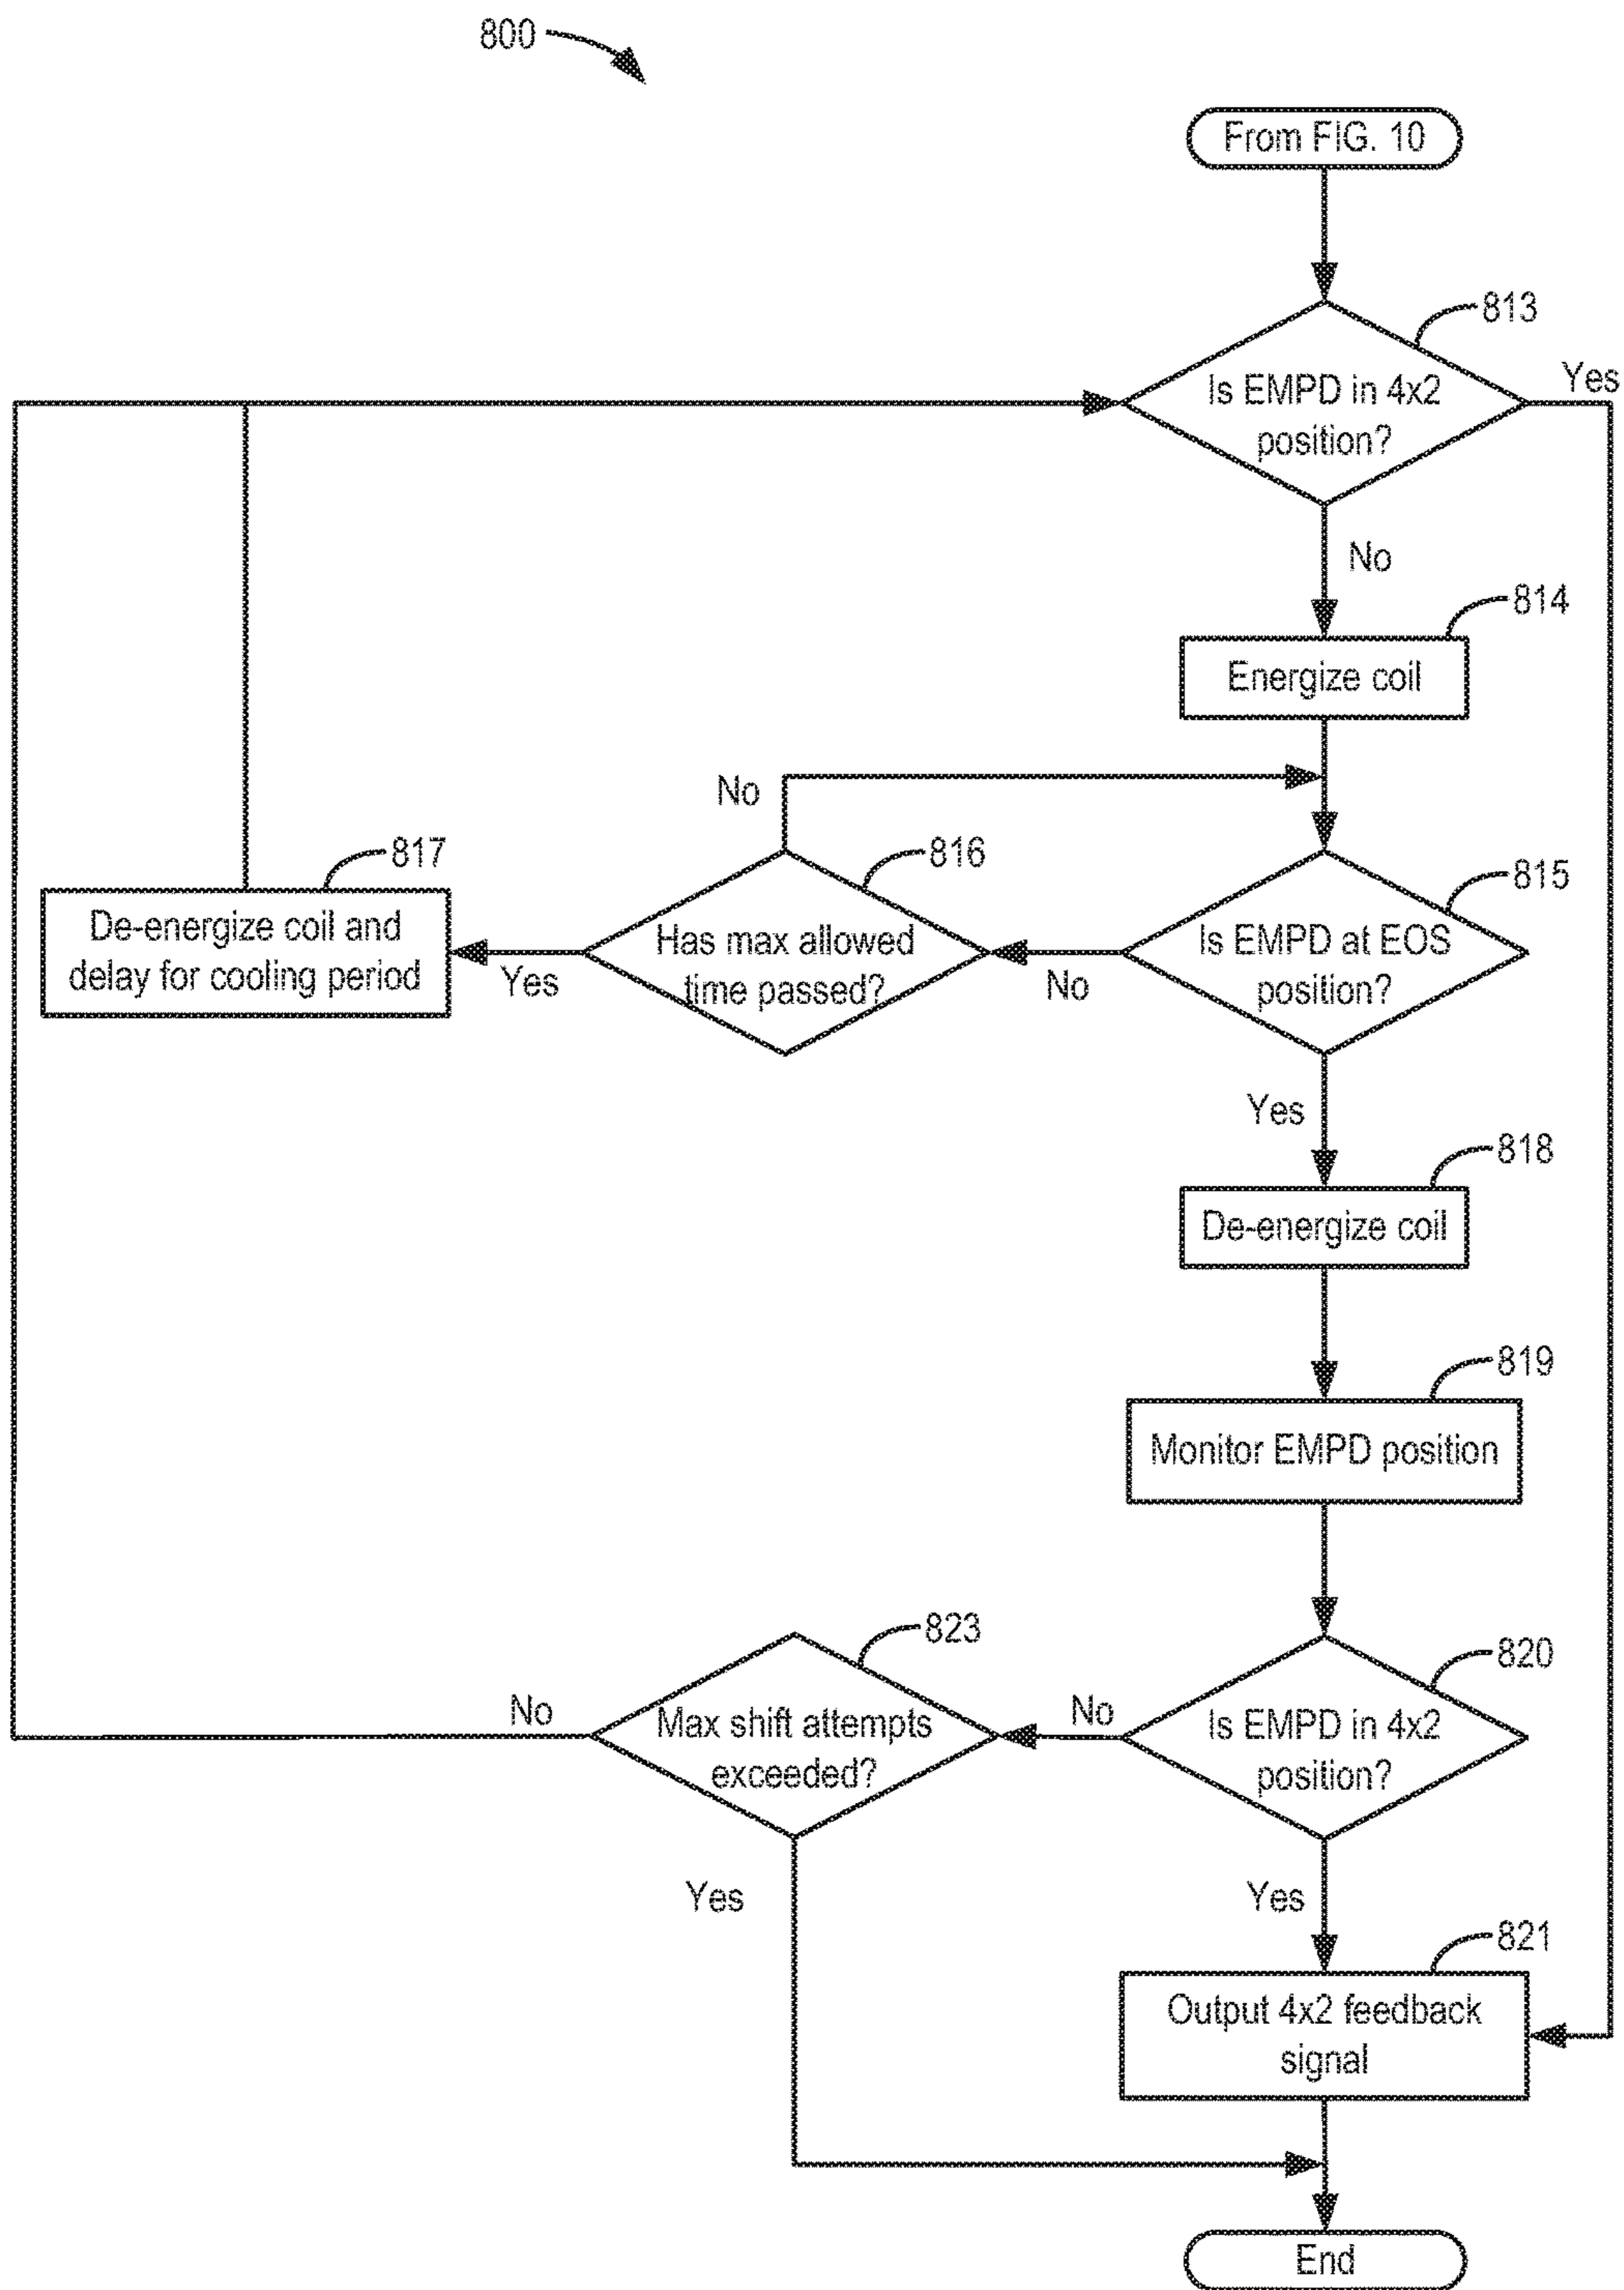 800
From FIG. 10
813
Is EMPD in 4x2
position?
Yes
No
814
Energize coil
No
817
816
815
De-energize coil and
delay for cooling period
Yes
Has max allowed
time passed?
No
Is EMPD at EOS
position?
Yes
818
De-energize coil
819
Monitor EMPD position
823
820
No
Max shift attempts
exceeded?
No
Is EMPD in 4x2
position?
Yes
Yes
821
Output 4x2 feedback
signal
End